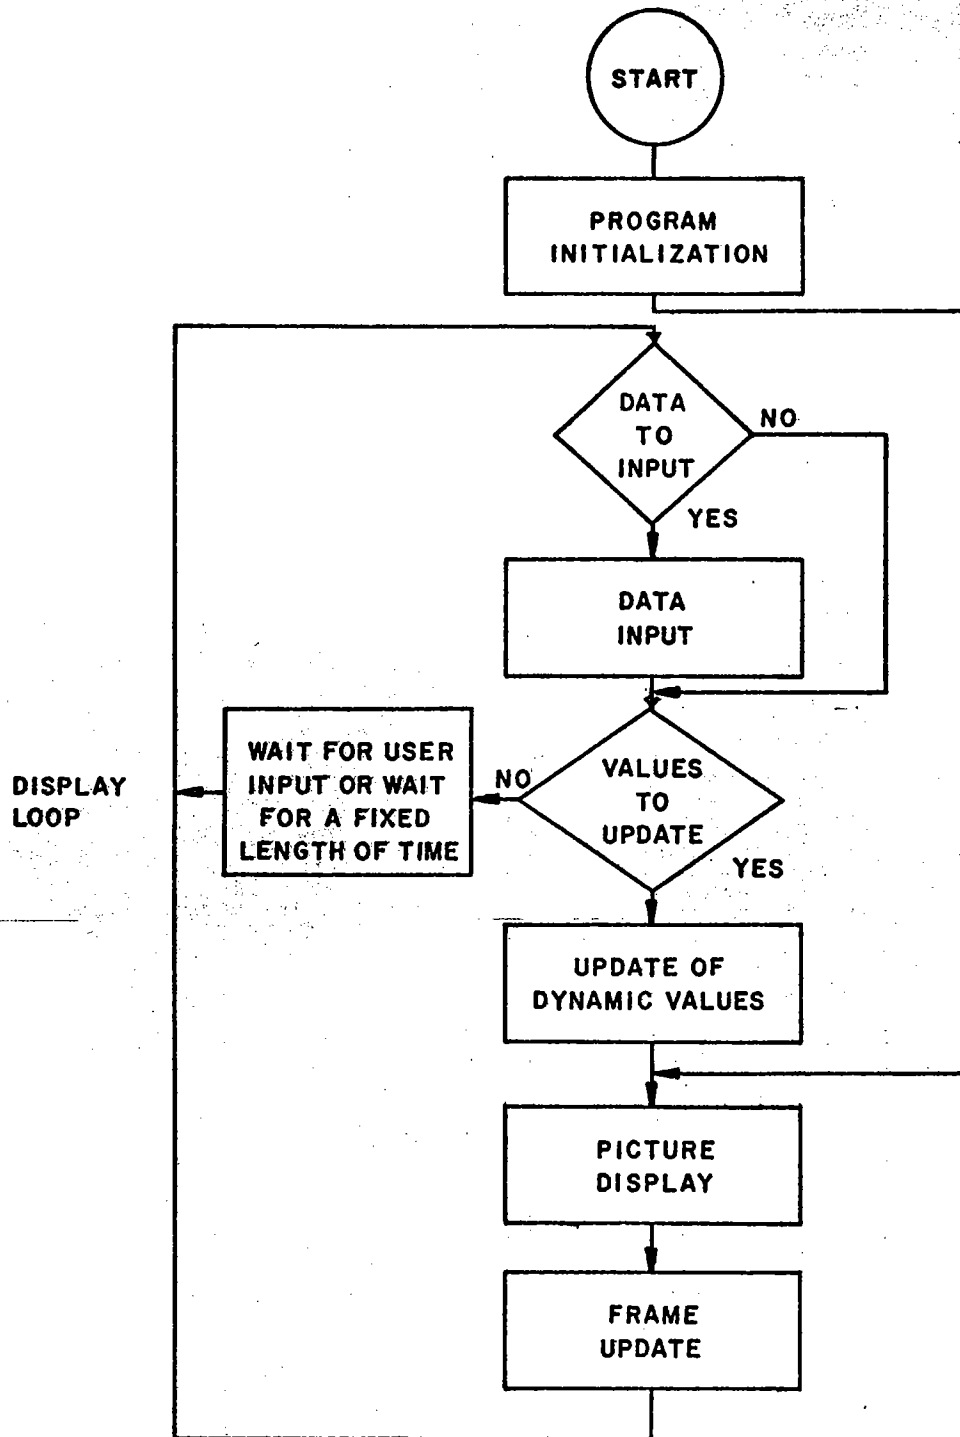 START
PROGRAM
INITIALIZATION
DATA
TO
INPUT
NO
YES
DATA
INPUT
VALUES
TO
UPDATE
NO
YES
WAIT FOR USER
INPUT OR WAIT
FOR A FIXED
LENGTH OF TIME
DISPLAY
LOOP
UPDATE OF
DYNAMIC VALUES
PICTURE
DISPLAY
FRAME
UPDATE